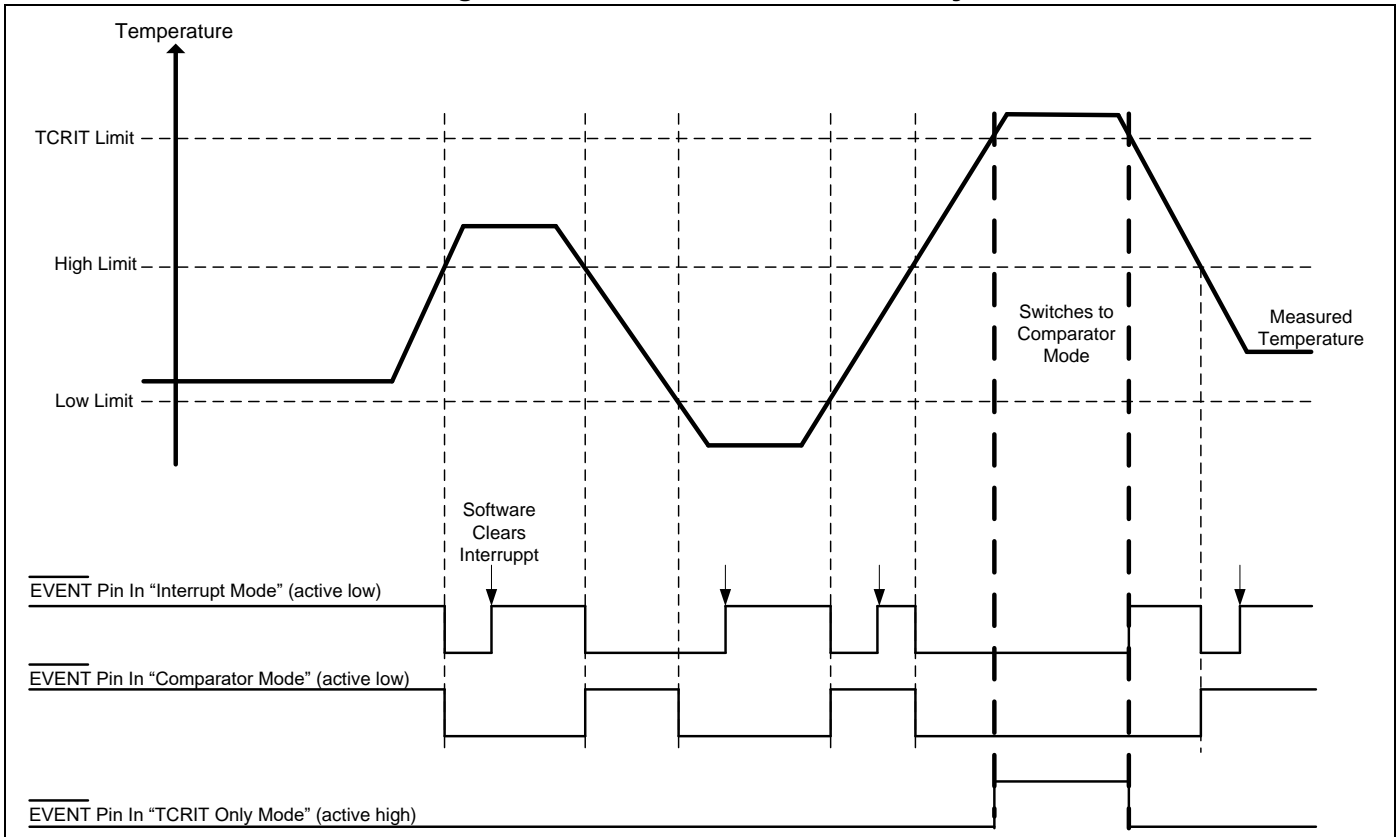 Temperature
TCRIT Limit
High Limit
Low Limit
Switches to
Comparator
Mode
Measured
Temperature
Software
Clears
Interruppt
EVENT Pin In “Interrupt Mode” (active low)
EVENT Pin In “Comparator Mode” (active low)
EVENT Pin In “TCRIT Only Mode” (active high)